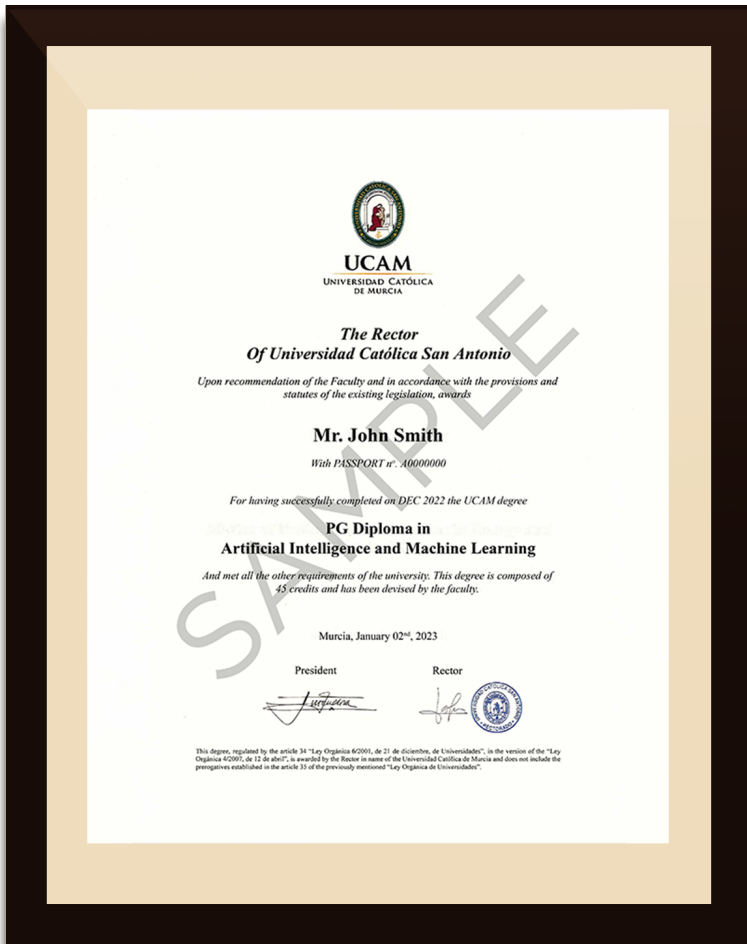 UCAM
UNIVERSIDAD CATÓLICA
DE MURCIA
The Rector
Of Universidad Católica San Antonio
Upon recommendation of the Faculty and in accordance with the provisions and
statutes of the existing legislation, awards
Mr. John Smith
With PASSPORT nº. A0000000
For having successfully completed on DEC 2022 the UCAM degree
PG Diploma in
Artificial Intelligence and Machine Learning
And met all the other requirements of the university. This degree is composed of
45 credits and has been devised by the faculty.
SAMPLE
Murcia, January 02nd, 2023
President Rector
This degree, regulated by the article 34 "Ley Orgánica 6/2001, de 21 de diciembre, de Universidades", in the version of the "Ley
Orgánica 4/2007, de 12 de abril", is awarded by the Rector in name of the Universidad Católica de Murcia and does not include the
prerogatives established in the article 35 of the previously mentioned "Ley Orgánica de Universidades".